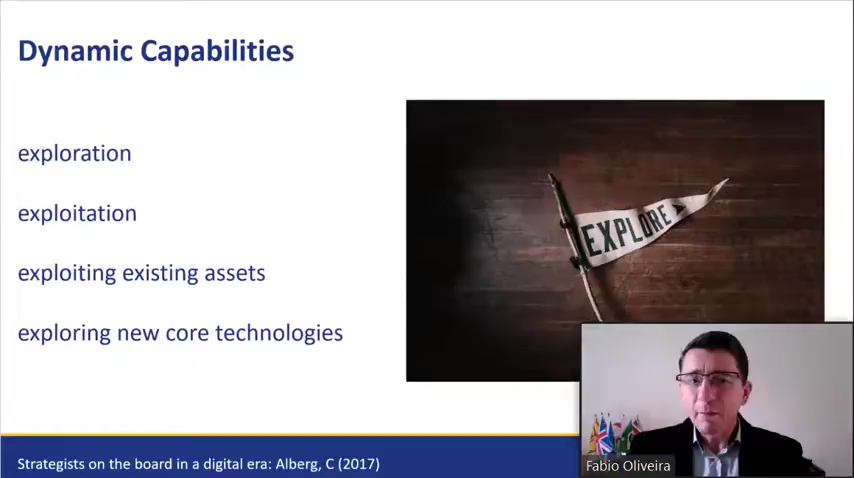 Dynamic Capabilities
exploration
exploitation
exploiting existing assets
exploring new core technologies
EXPLORE
Strategists on the board in a digital era: Alberg, C (2017)
Fabio Oliveira